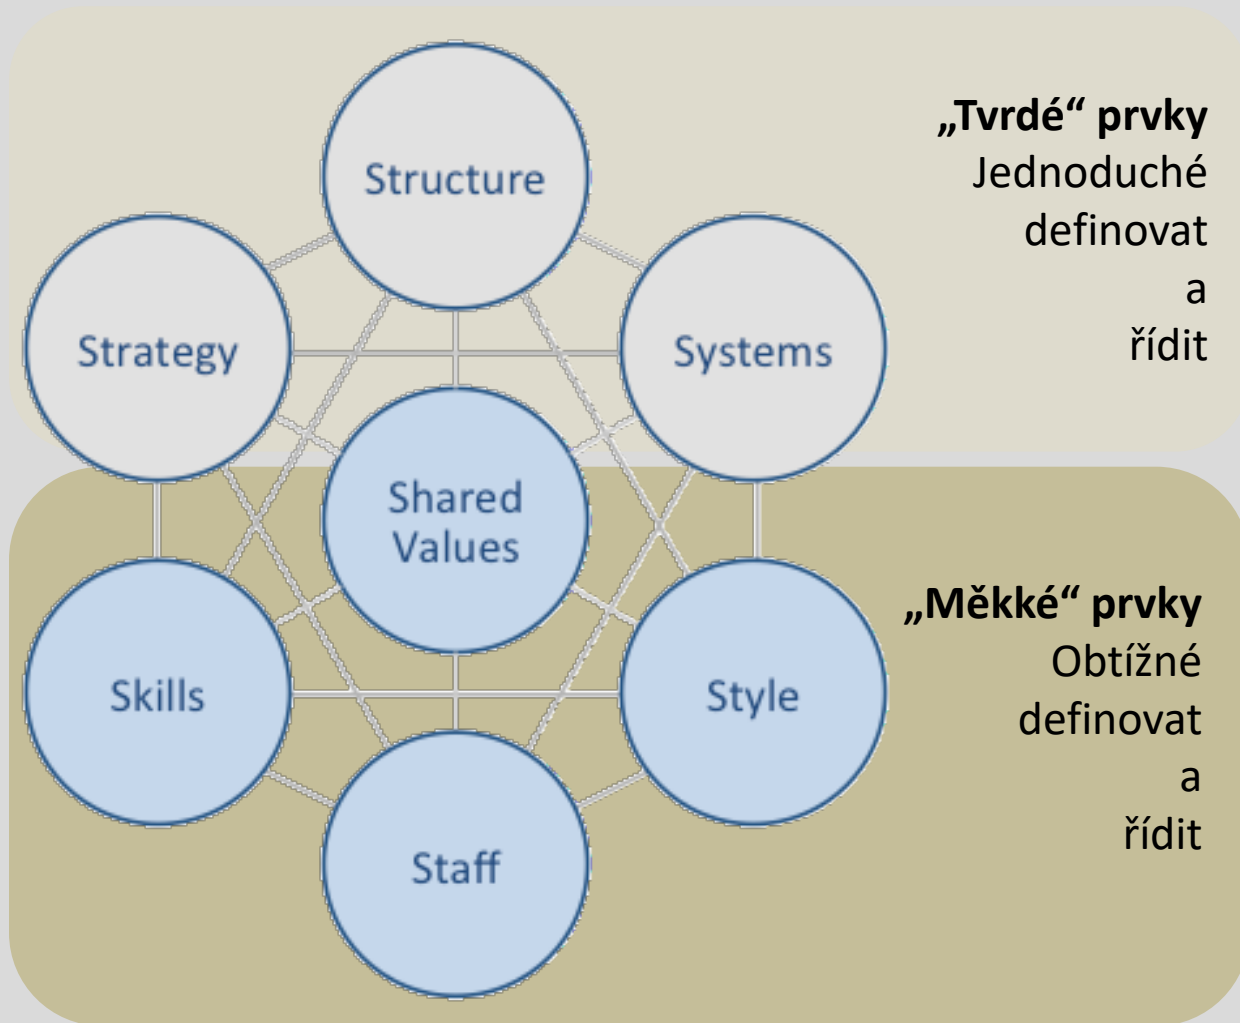 Structure
Strategy
Systems
Shared
Values
Skills
Style
Staff
„Tvrdé“ prvky
Jednoduché
definovat
a
řídit
„Měkké“ prvky
Obtížné
definovat
a
řídit